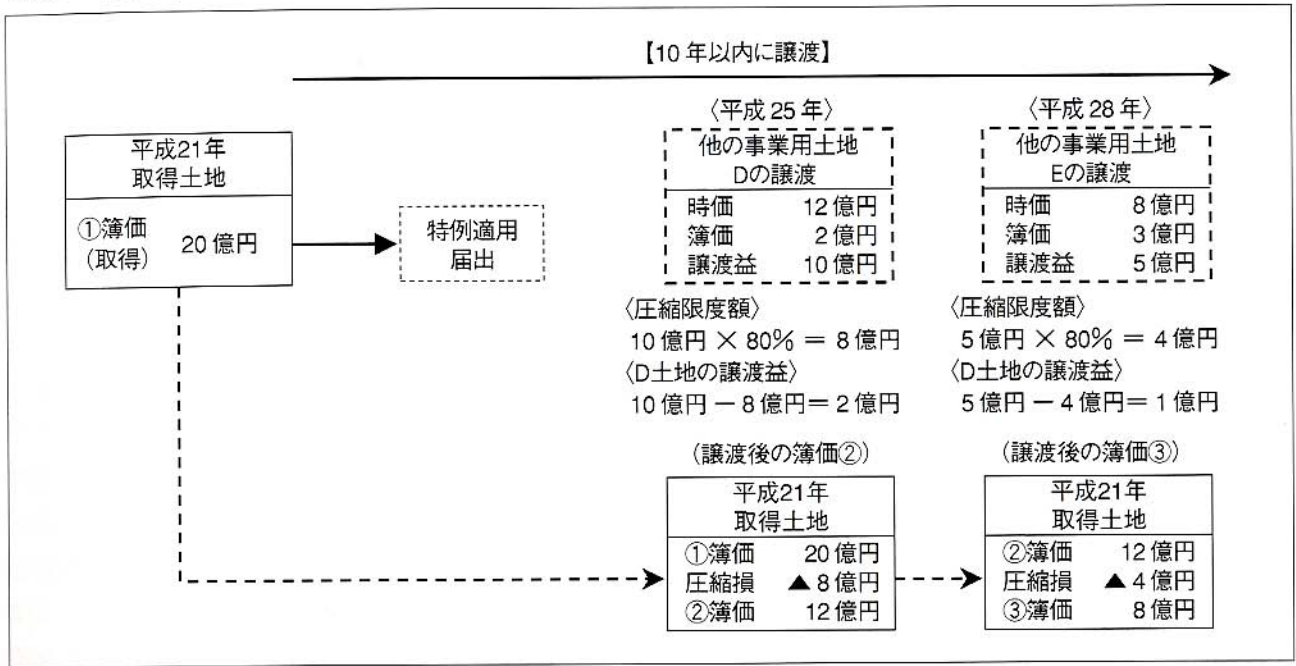 【10年以内に譲渡】
平成21年
取得土地
①簿価
(取得)
20億円
特例適用
届出
〈平成25年〉
他の事業用土地
Dの譲渡
時価 12億円
簿価 2億円
譲渡益 10億円
〈圧縮限度額〉
10億円 × 80% = 8億円
〈D土地の譲渡益〉
10億円 − 8億円 = 2億円
(譲渡後の簿価②)
平成21年
取得土地
①簿価 20億円
圧縮損 ▲8億円
②簿価 12億円
〈平成28年〉
他の事業用土地
Eの譲渡
時価 8億円
簿価 3億円
譲渡益 5億円
〈圧縮限度額〉
5億円 × 80% = 4億円
〈D土地の譲渡益〉
5億円 − 4億円 = 1億円
(譲渡後の簿価③)
平成21年
取得土地
②簿価 12億円
圧縮損 ▲4億円
③簿価 8億円